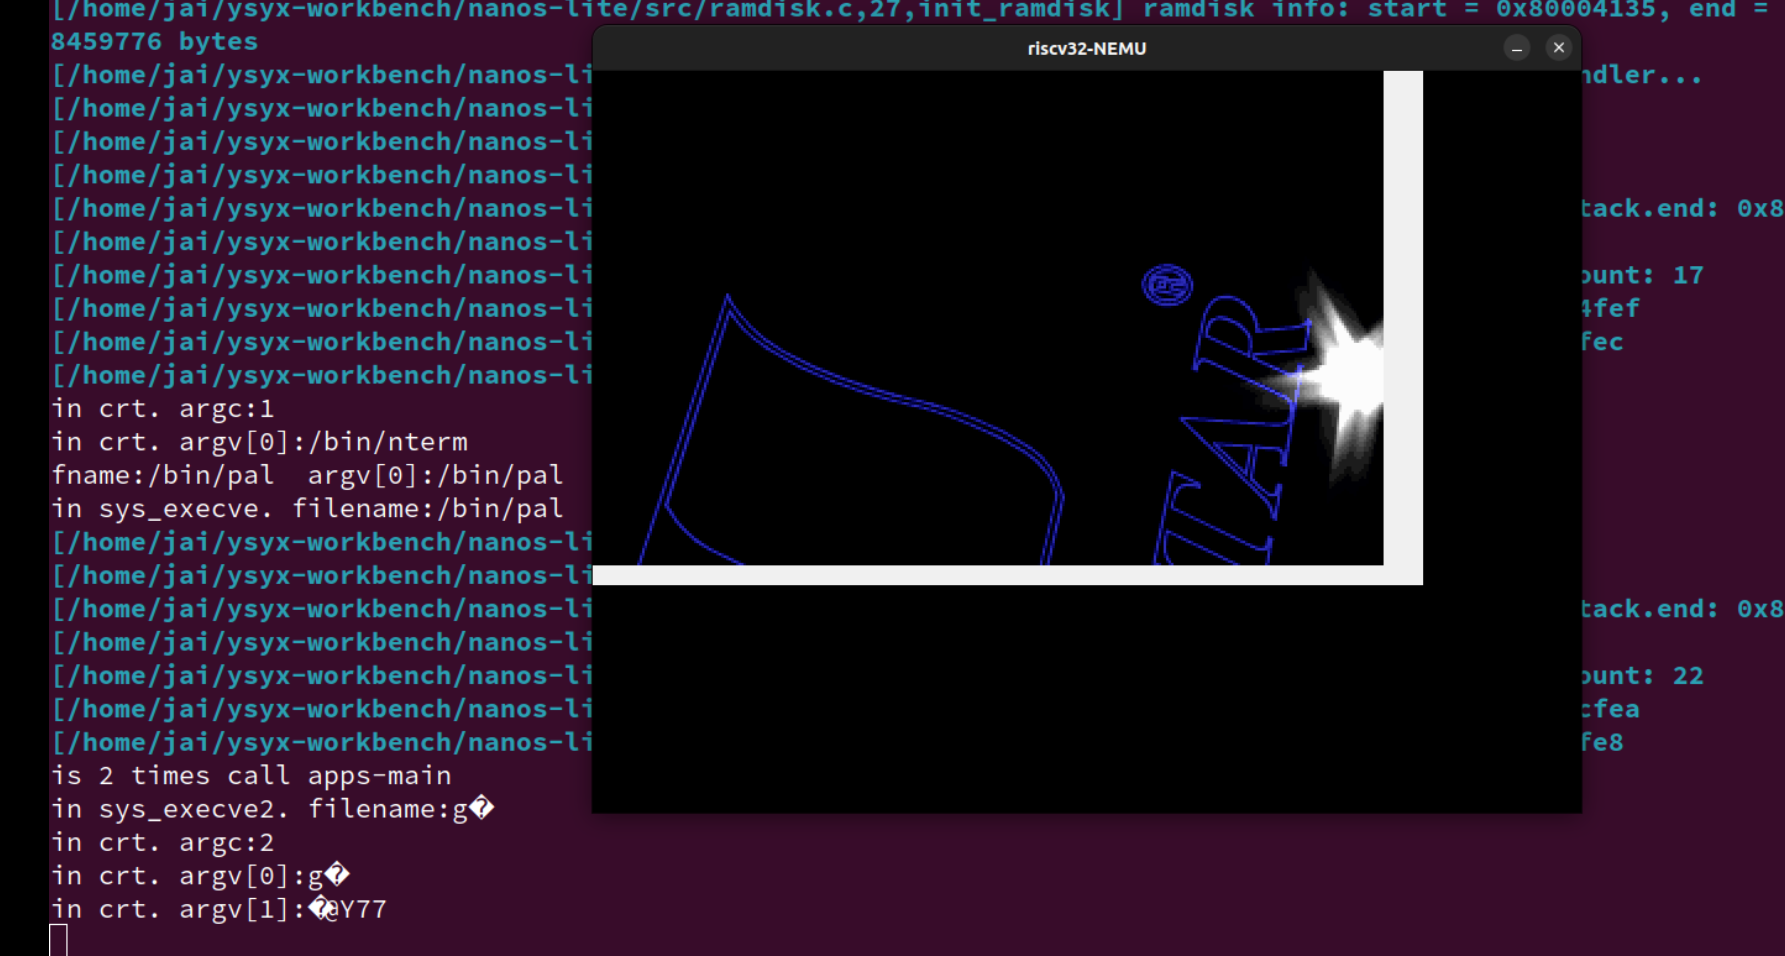 [/home/jai/ysyx-workbench/nanos-lite/src/ramdisk.c,27,init_ramdisk] ramdisk info: start = 0x80004135, end =
8459776 bytes
riscv32-NEMU
[/home/jai/ysyx-workbench/nanos-li ndler...
[/home/jai/ysyx-workbench/nanos-li
[/home/jai/ysyx-workbench/nanos-li
[/home/jai/ysyx-workbench/nanos-li
[/home/jai/ysyx-workbench/nanos-li tack.end: 0x8
[/home/jai/ysyx-workbench/nanos-li
[/home/jai/ysyx-workbench/nanos-li ount: 17
[/home/jai/ysyx-workbench/nanos-li 4fef
[/home/jai/ysyx-workbench/nanos-li fec
[/home/jai/ysyx-workbench/nanos-li
in crt. argc:1
in crt. argv[0]:/bin/nterm
fname:/bin/pal  argv[0]:/bin/pal
in sys_execve. filename:/bin/pal
[/home/jai/ysyx-workbench/nanos-li
[/home/jai/ysyx-workbench/nanos-li
[/home/jai/ysyx-workbench/nanos-li tack.end: 0x8
[/home/jai/ysyx-workbench/nanos-li
[/home/jai/ysyx-workbench/nanos-li ount: 22
[/home/jai/ysyx-workbench/nanos-li cfea
[/home/jai/ysyx-workbench/nanos-li fe8
is 2 times call apps-main
in sys_execve2. filename:g�
in crt. argc:2
in crt. argv[0]:g�
in crt. argv[1]:�@Y77
®
TAR